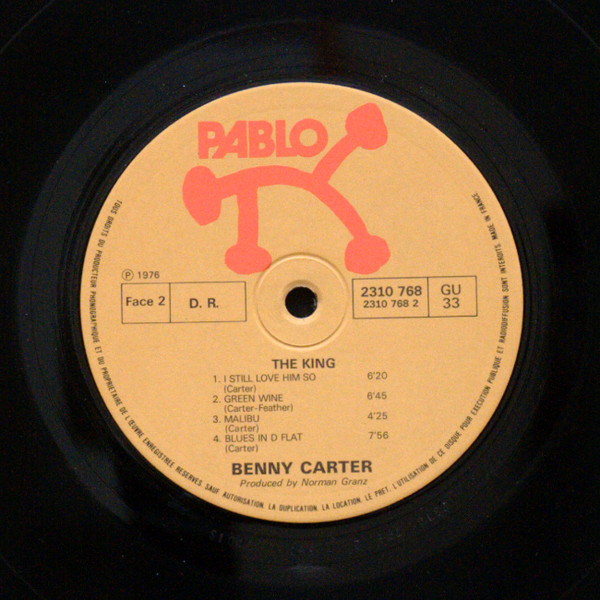 PABLO
℗ 1976
Face 2
D. R.
2310 768
2310 768 2
GU
33
THE KING
1. I STILL LOVE HIM SO 6'20
(Carter)
2. GREEN WINE 6'45
(Carter-Feather)
3. MALIBU 4'25
(Carter)
4. BLUES IN D FLAT 7'56
(Carter)
BENNY CARTER
Produced by Norman Granz
TOUS DROITS DU PRODUCTEUR PHONOGRAPHIQUE ET DU PROPRIETAIRE DE L'ŒUVRE ENREGISTREE RESERVES. SAUF AUTORISATION. LA DUPLICATION. LA LOCATION. LE PRET. L'UTILISATION DE CE DISQUE POUR EXECUTION PUBLIQUE ET RADIODIFFUSION SONT INTERDITS. MADE IN FRANCE.